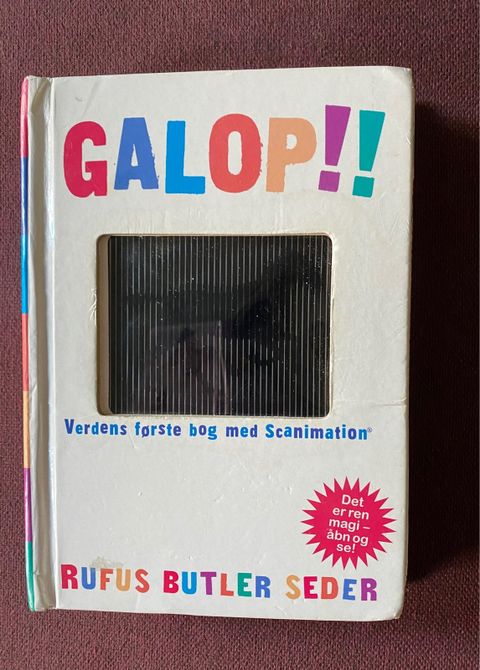 GALOP!!
Verdens første bog med Scanimation®
Det
er ren
magi –
åbn og
se!
RUFUS BUTLER SEDER